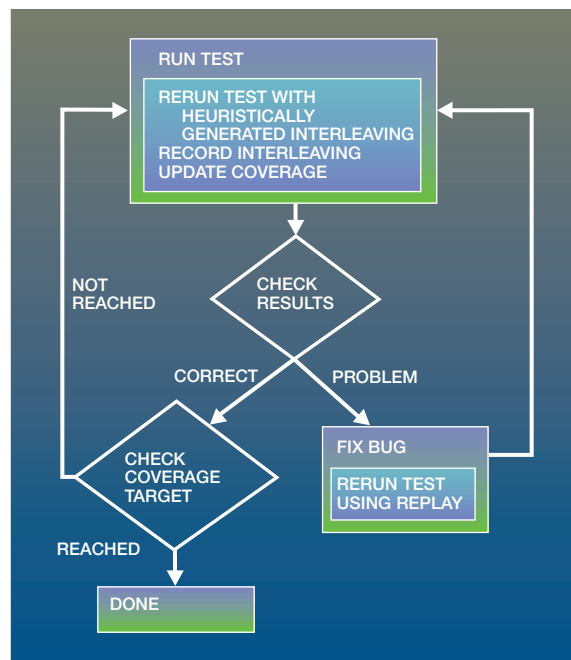 RUN TEST
RERUN TEST WITH
HEURISTICALLY
GENERATED INTERLEAVING
RECORD INTERLEAVING
UPDATE COVERAGE
NOT
REACHED
CHECK
RESULTS
CORRECT
PROBLEM
CHECK
COVERAGE
TARGET
FIX BUG
RERUN TEST
USING REPLAY
REACHED
DONE